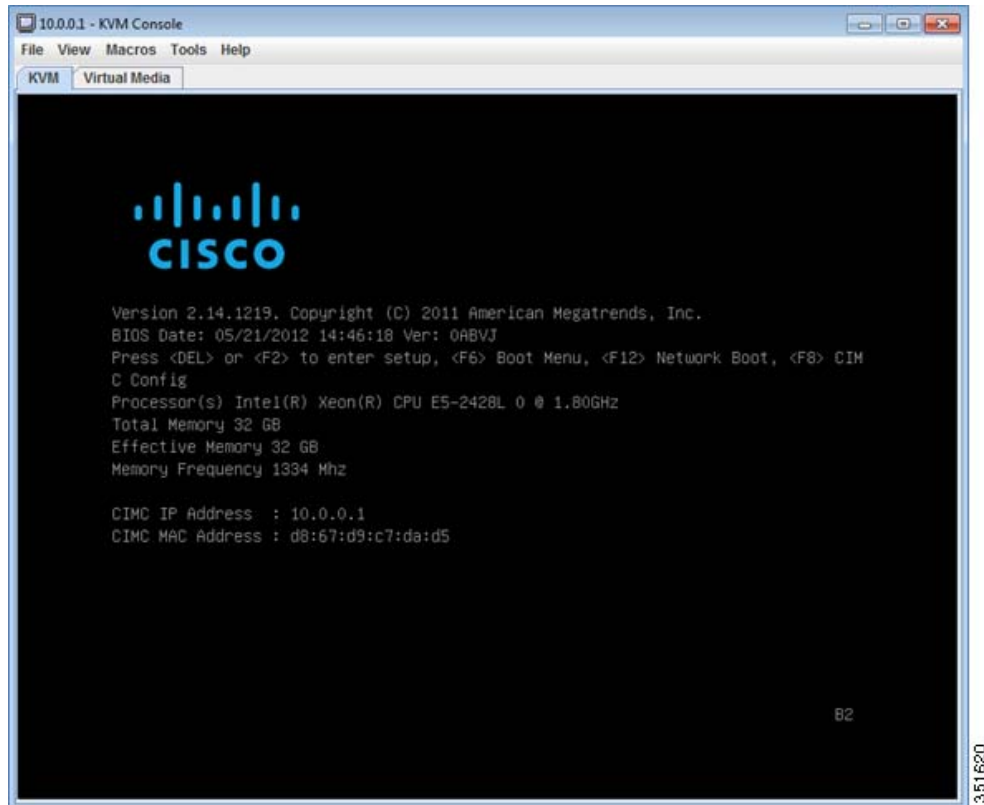 10.0.0.1 - KVM Console
File View Macros Tools Help
KVM Virtual Media
CISCO
Version 2.14.1219. Copyright (C) 2011 American Megatrends, Inc.
BIOS Date: 05/21/2012 14:46:18 Ver: 0ABVJ
Press <DEL> or <F2> to enter setup, <F6> Boot Menu, <F12> Network Boot, <F8> CIM
C Config
Processor(s) Intel(R) Xeon(R) CPU E5-2428L 0 @ 1.80GHz
Total Memory 32 GB
Effective Memory 32 GB
Memory Frequency 1334 Mhz
CIMC IP Address : 10.0.0.1
CIMC MAC Address : d8:67:d9:c7:da:d5
B2
351620